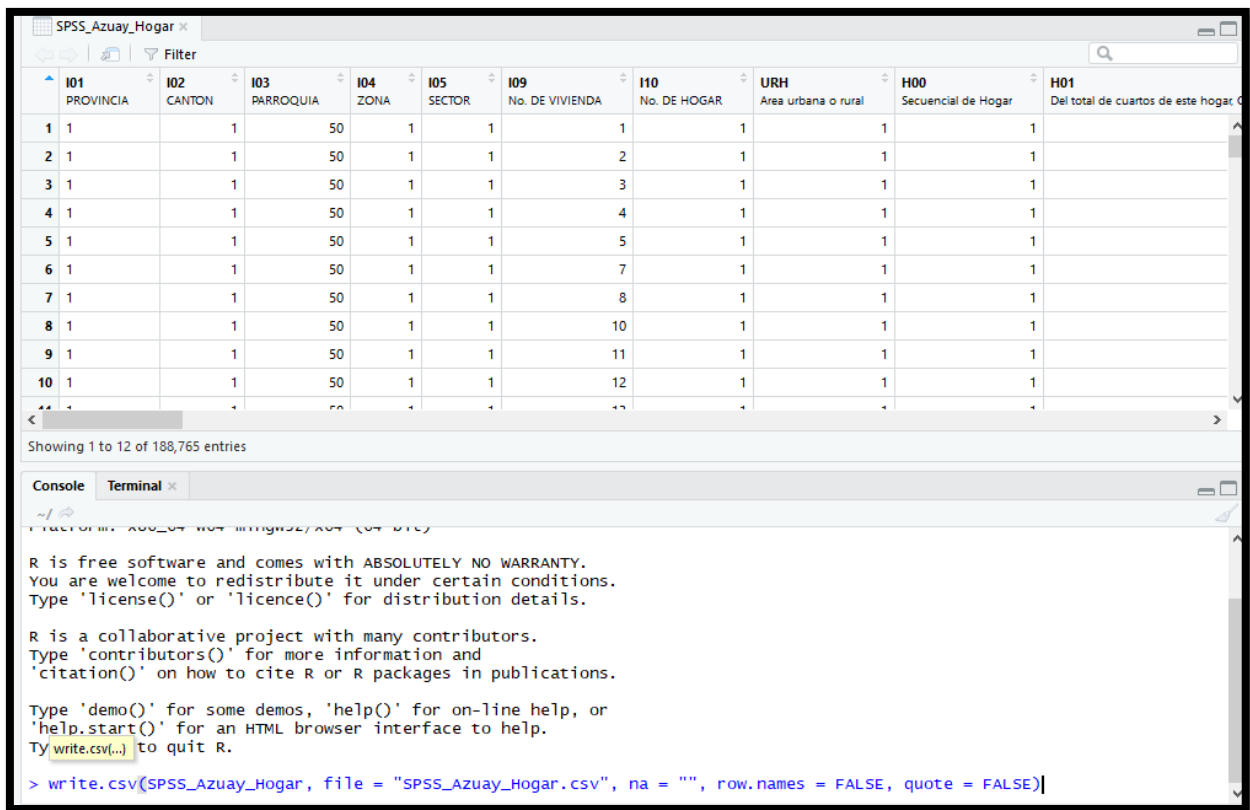 SPSS_Azuay_Hogar
Filter
I01 I02 I03 I04 I05 I09 I10 URH H00 H01
PROVINCIA CANTON PARROQUIA ZONA SECTOR No. DE VIVIENDA No. DE HOGAR Area urbana o rural Secuencial de Hogar Del total de cuartos de este hogar,
1 1 1 50 1 1 1 1 1 1
2 1 1 50 1 1 2 1 1 1
3 1 1 50 1 1 3 1 1 1
4 1 1 50 1 1 4 1 1 1
5 1 1 50 1 1 5 1 1 1
6 1 1 50 1 1 7 1 1 1
7 1 1 50 1 1 8 1 1 1
8 1 1 50 1 1 10 1 1 1
9 1 1 50 1 1 11 1 1 1
10 1 1 50 1 1 12 1 1 1
Showing 1 to 12 of 188,765 entries
Console Terminal
~/
R is free software and comes with ABSOLUTELY NO WARRANTY.
You are welcome to redistribute it under certain conditions.
Type 'license()' or 'licence()' for distribution details.
R is a collaborative project with many contributors.
Type 'contributors()' for more information and
'citation()' on how to cite R or R packages in publications.
Type 'demo()' for some demos, 'help()' for on-line help, or
'help.start()' for an HTML browser interface to help.
Ty write.csv(...) to quit R.
> write.csv(SPSS_Azuay_Hogar, file = "SPSS_Azuay_Hogar.csv", na = "", row.names = FALSE, quote = FALSE)